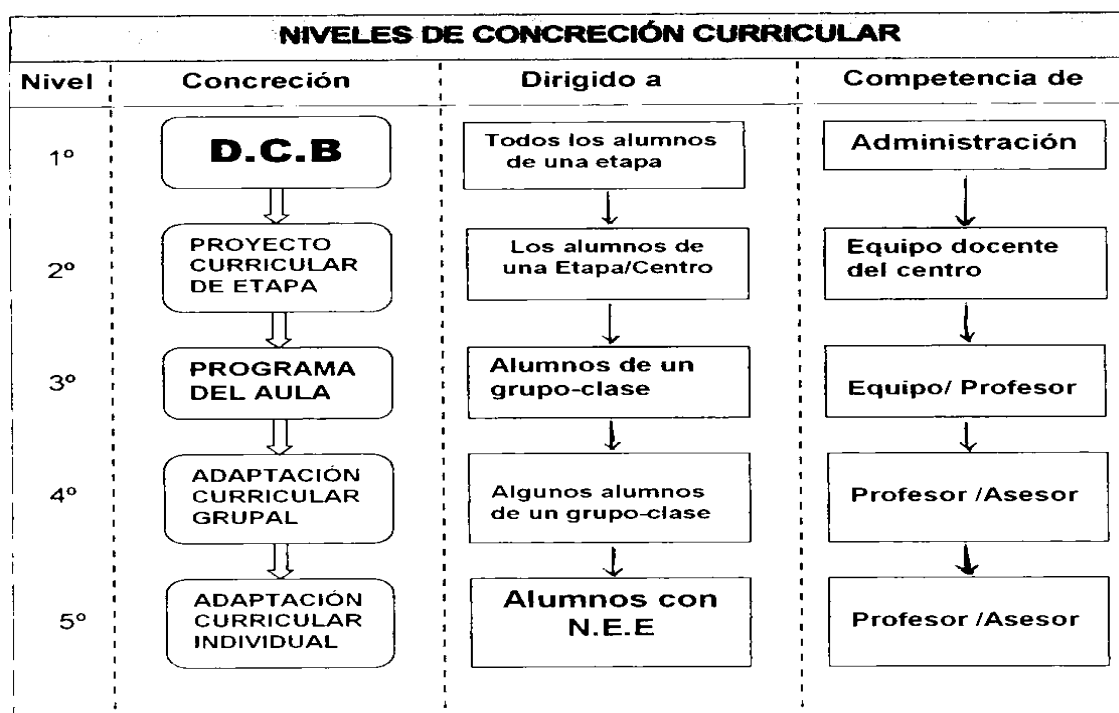 NIVELES DE CONCRECIÓN CURRICULAR
Nivel
Concreción
Dirigido a
Competencia de
1º
D.C.B
Todos los alumnos
de una etapa
Administración
2º
PROYECTO
CURRICULAR
DE ETAPA
Los alumnos de
una Etapa/Centro
Equipo docente
del centro
3º
PROGRAMA
DEL AULA
Alumnos de un
grupo-clase
Equipo/ Profesor
4º
ADAPTACIÓN
CURRICULAR
GRUPAL
Algunos alumnos
de un grupo-clase
Profesor /Asesor
5º
ADAPTACIÓN
CURRICULAR
INDIVIDUAL
Alumnos con
N.E.E
Profesor /Asesor